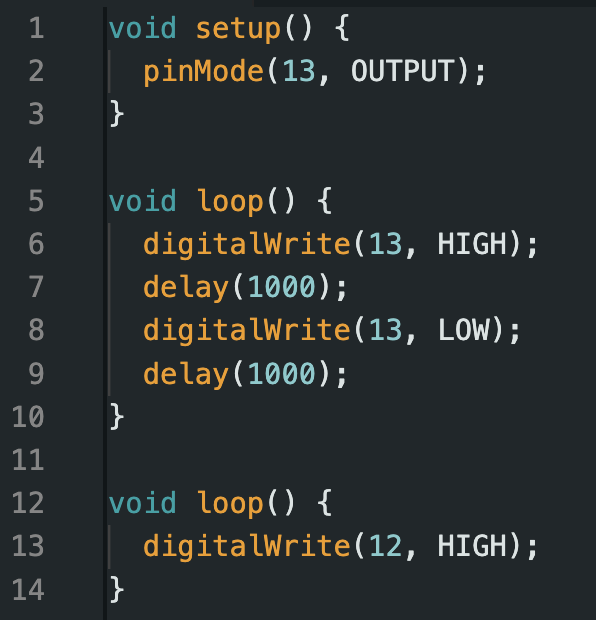 1 void setup() {
2   pinMode(13, OUTPUT);
3 }
4
5 void loop() {
6   digitalWrite(13, HIGH);
7   delay(1000);
8   digitalWrite(13, LOW);
9   delay(1000);
10 }
11
12 void loop() {
13   digitalWrite(12, HIGH);
14 }